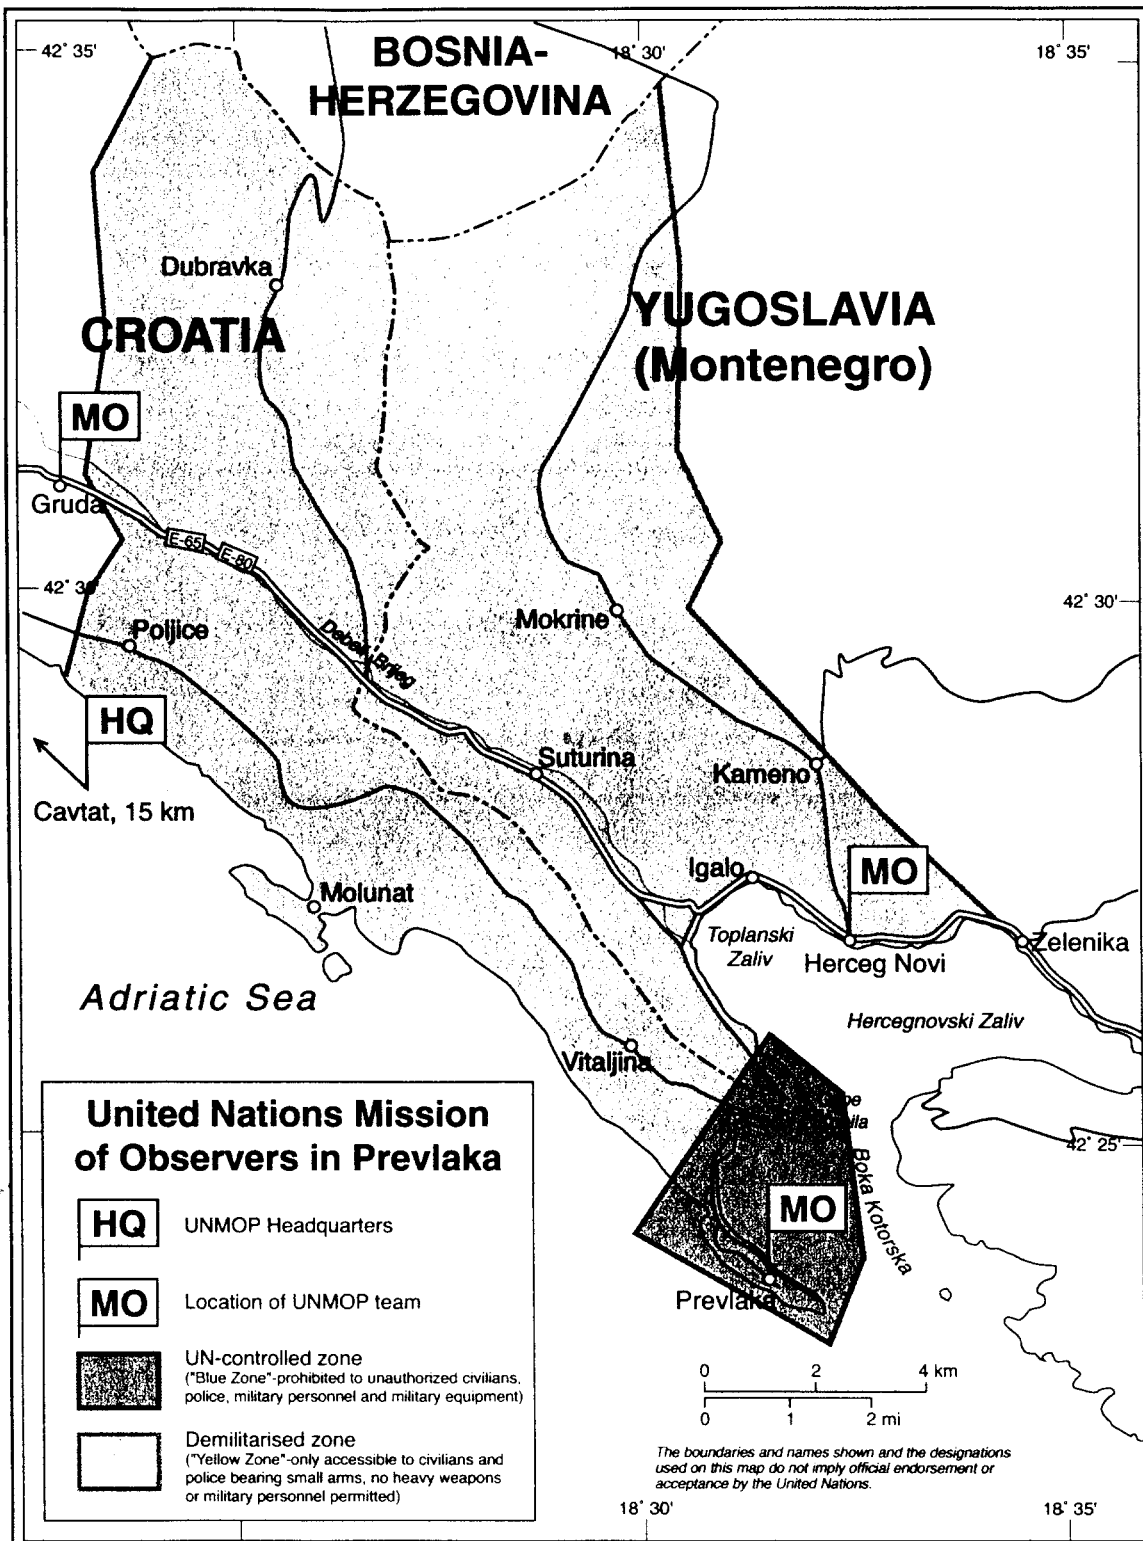 42° 35'
BOSNIA-
HERZEGOVINA
18° 30'
18° 35'
Dubravka
CROATIA
YUGOSLAVIA
(Montenegro)
MO
Gruda
E-65
E-80
42° 30'
42° 30'
Mokrine
Poljice
Debeli Brijeg
HQ
Suturina
Kameno
Cavtat, 15 km
Igalo
MO
Molunat
Toplanski
Zaliv
Herceg Novi
Zelenika
Adriatic Sea
Hercegnovski Zaliv
Vitaljina
42° 25'
Boka Kotorska
MO
Prevlaka
United Nations Mission
of Observers in Prevlaka
HQ
UNMOP Headquarters
MO
Location of UNMOP team
UN-controlled zone
("Blue Zone"-prohibited to unauthorized civilians,
police, military personnel and military equipment)
Demilitarised zone
("Yellow Zone"-only accessible to civilians and
police bearing small arms, no heavy weapons
or military personnel permitted)
0 2 4 km
0 1 2 mi
The boundaries and names shown and the designations
used on this map do not imply official endorsement or
acceptance by the United Nations.
18° 30'
18° 35'